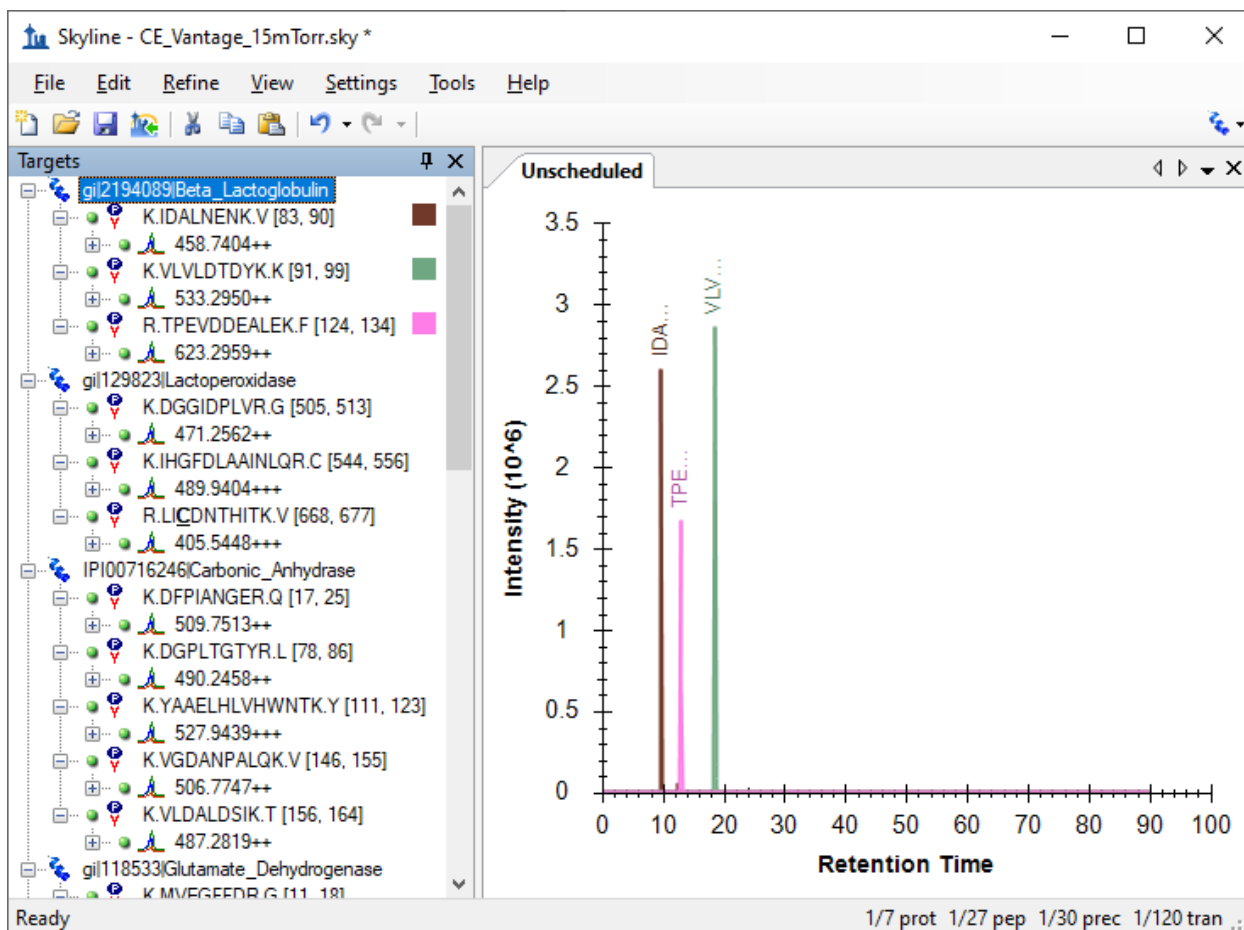 Skyline - CE_Vantage_15mTorr.sky *
File Edit Refine View Settings Tools Help
Targets
gi|2194089|Beta_Lactoglobulin
K.IDALNENK.V [83, 90]
458.7404++
K.VLVLDTDYK.K [91, 99]
533.2950++
R.TPEVDDEALEK.F [124, 134]
623.2959++
gi|129823|Lactoperoxidase
K.DGGIDPLVR.G [505, 513]
471.2562++
K.IHGFDLAAINLQR.C [544, 556]
489.9404+++
R.LICDNTHITK.V [668, 677]
405.5448+++
IPI00716246|Carbonic_Anhydrase
K.DFPIANGER.Q [17, 25]
509.7513++
K.DGPLTGTYR.L [78, 86]
490.2458++
K.YAAELHLVHWNTK.Y [111, 123]
527.9439+++
K.VGDANPALQK.V [146, 155]
506.7747++
K.VLDALDSIK.T [156, 164]
487.2819++
gi|118533|Glutamate_Dehydrogenase
K.MVEGFFDR.G [11, 18]
Unscheduled
3.5
3
2.5
2
1.5
1
0.5
0
Intensity (10^6)
IDA...
TPE...
VLV...
0 10 20 30 40 50 60 70 80 90 100
Retention Time
Ready
1/7 prot 1/27 pep 1/30 prec 1/120 tran